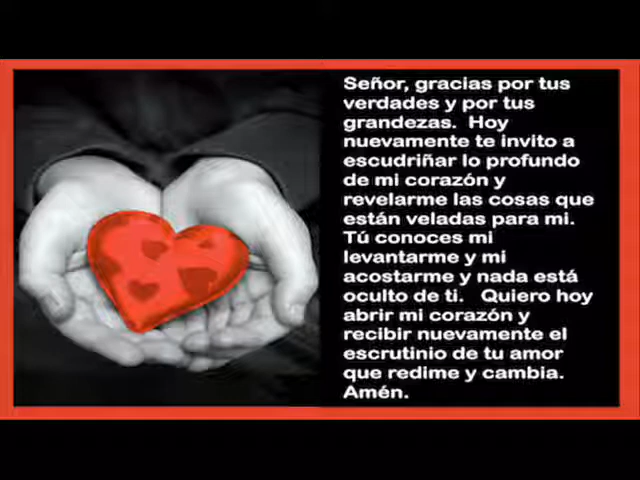 Señor, gracias por tus
verdades y por tus
grandezas.  Hoy
nuevamente te invito a
escudriñar lo profundo
de mi corazón y
revelarme las cosas que
están veladas para mi.
Tú conoces mi
levantarme y mi
acostarme y nada está
oculto de ti.   Quiero hoy
abrir mi corazón y
recibir nuevamente el
escrutinio de tu amor
que redime y cambia.
Amén.